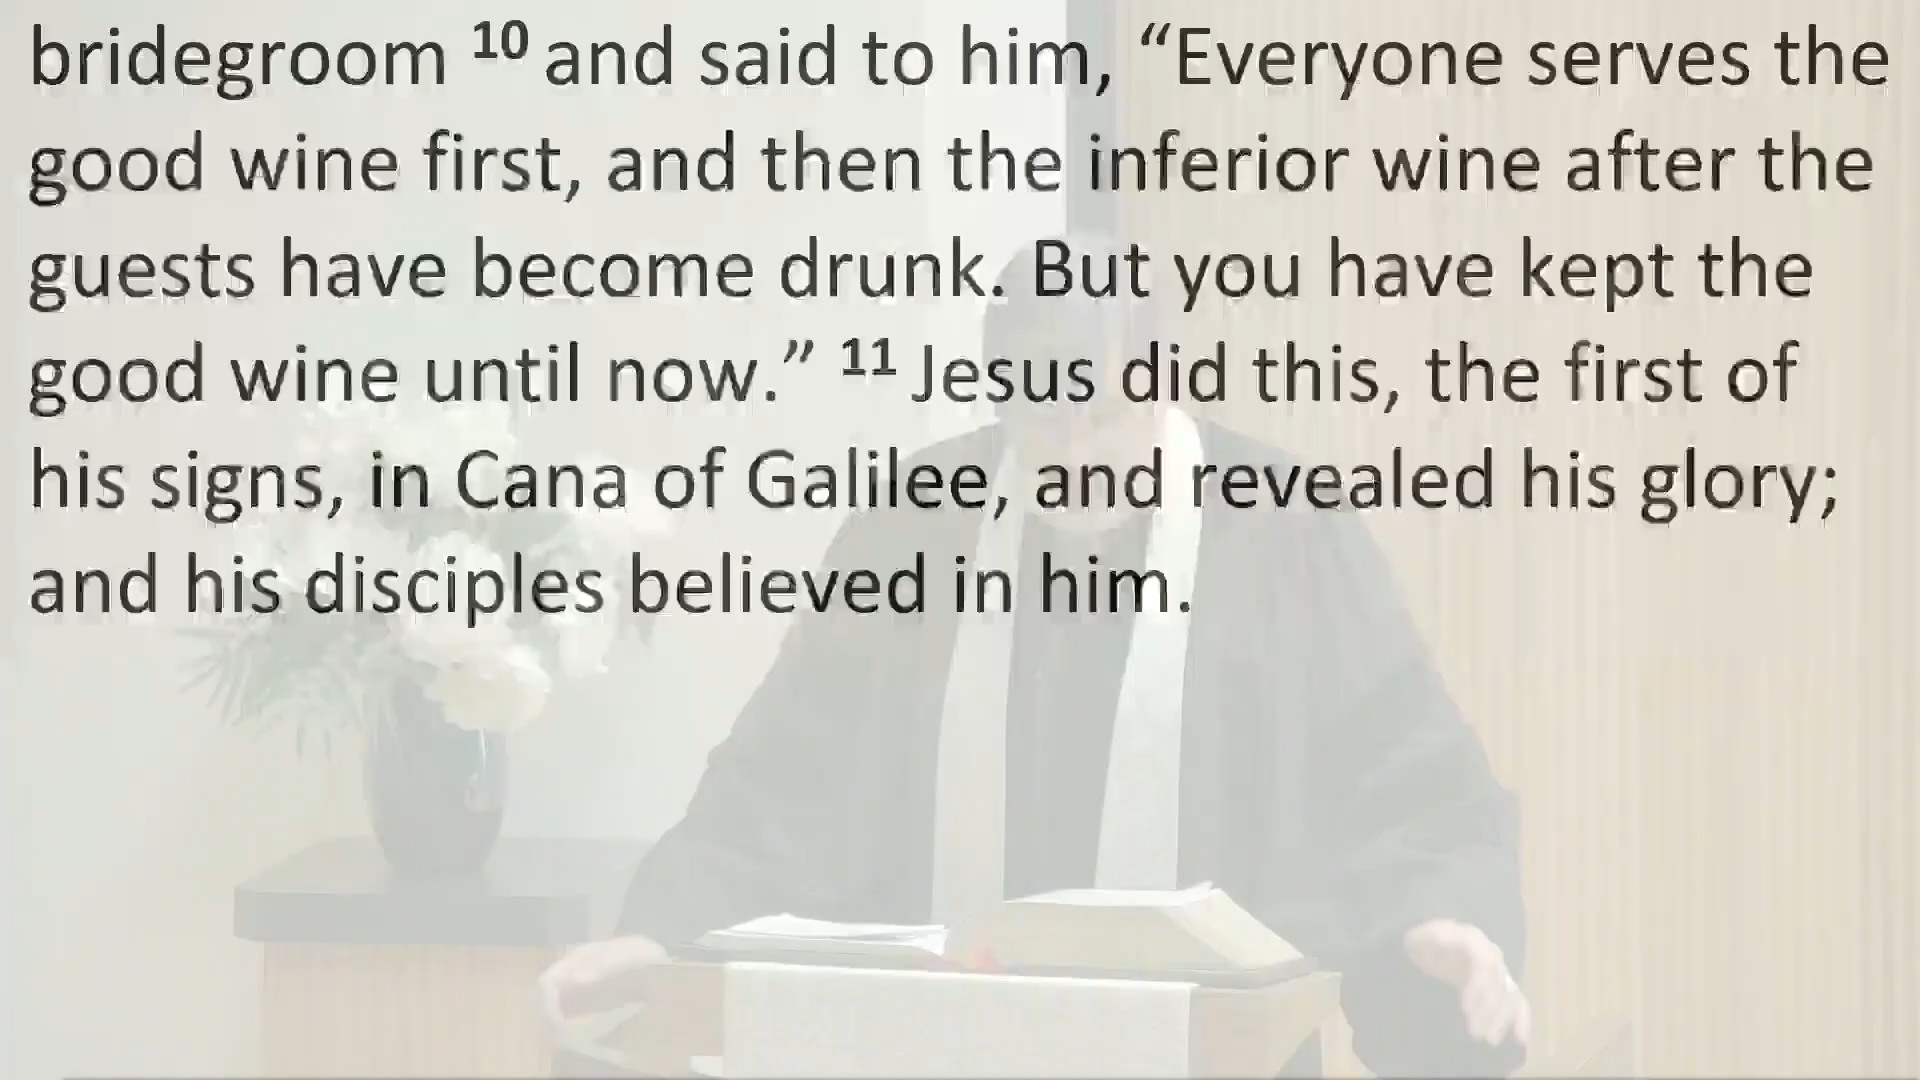 bridegroom 10 and said to him, “Everyone serves the
good wine first, and then the inferior wine after the
guests have become drunk. But you have kept the
good wine until now.” 11 Jesus did this, the first of
his signs, in Cana of Galilee, and revealed his glory;
and his disciples believed in him.